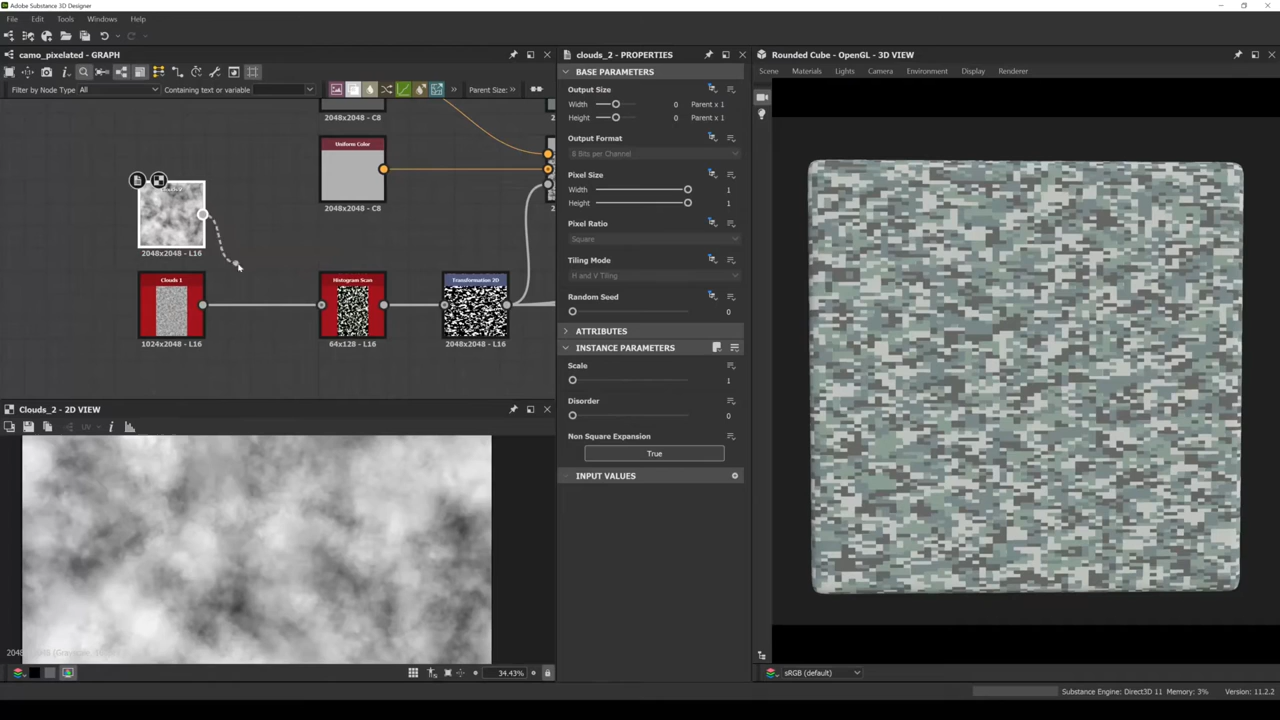 Adobe Substance 3D Designer
File Edit Tools Windows Help
camo_pixelated - GRAPH
Filter by Node Type All Containing text or variable Parent Size: »
2048x2048 - C8
Uniform Color
2048x2048 - C8
2048x2048 - L16
Clouds 1
1024x2048 - L16
Histogram Scan
64x128 - L16
Transformation 2D
2048x2048 - L16
Clouds_2 - 2D VIEW
UV
34.43%
clouds_2 - PROPERTIES
BASE PARAMETERS
Output Size
Width 0 Parent x 1
Height 0 Parent x 1
Output Format
8 Bits per Channel
Pixel Size
Width 1
Height 1
Pixel Ratio
Square
Tiling Mode
H and V Tiling
Random Seed
0
ATTRIBUTES
INSTANCE PARAMETERS
Scale
1
Disorder
0
Non Square Expansion
True
INPUT VALUES
Rounded Cube - OpenGL - 3D VIEW
Scene Materials Lights Camera Environment Display Renderer
sRGB (default)
Substance Engine: Direct3D 11 Memory: 3% Version: 11.2.2